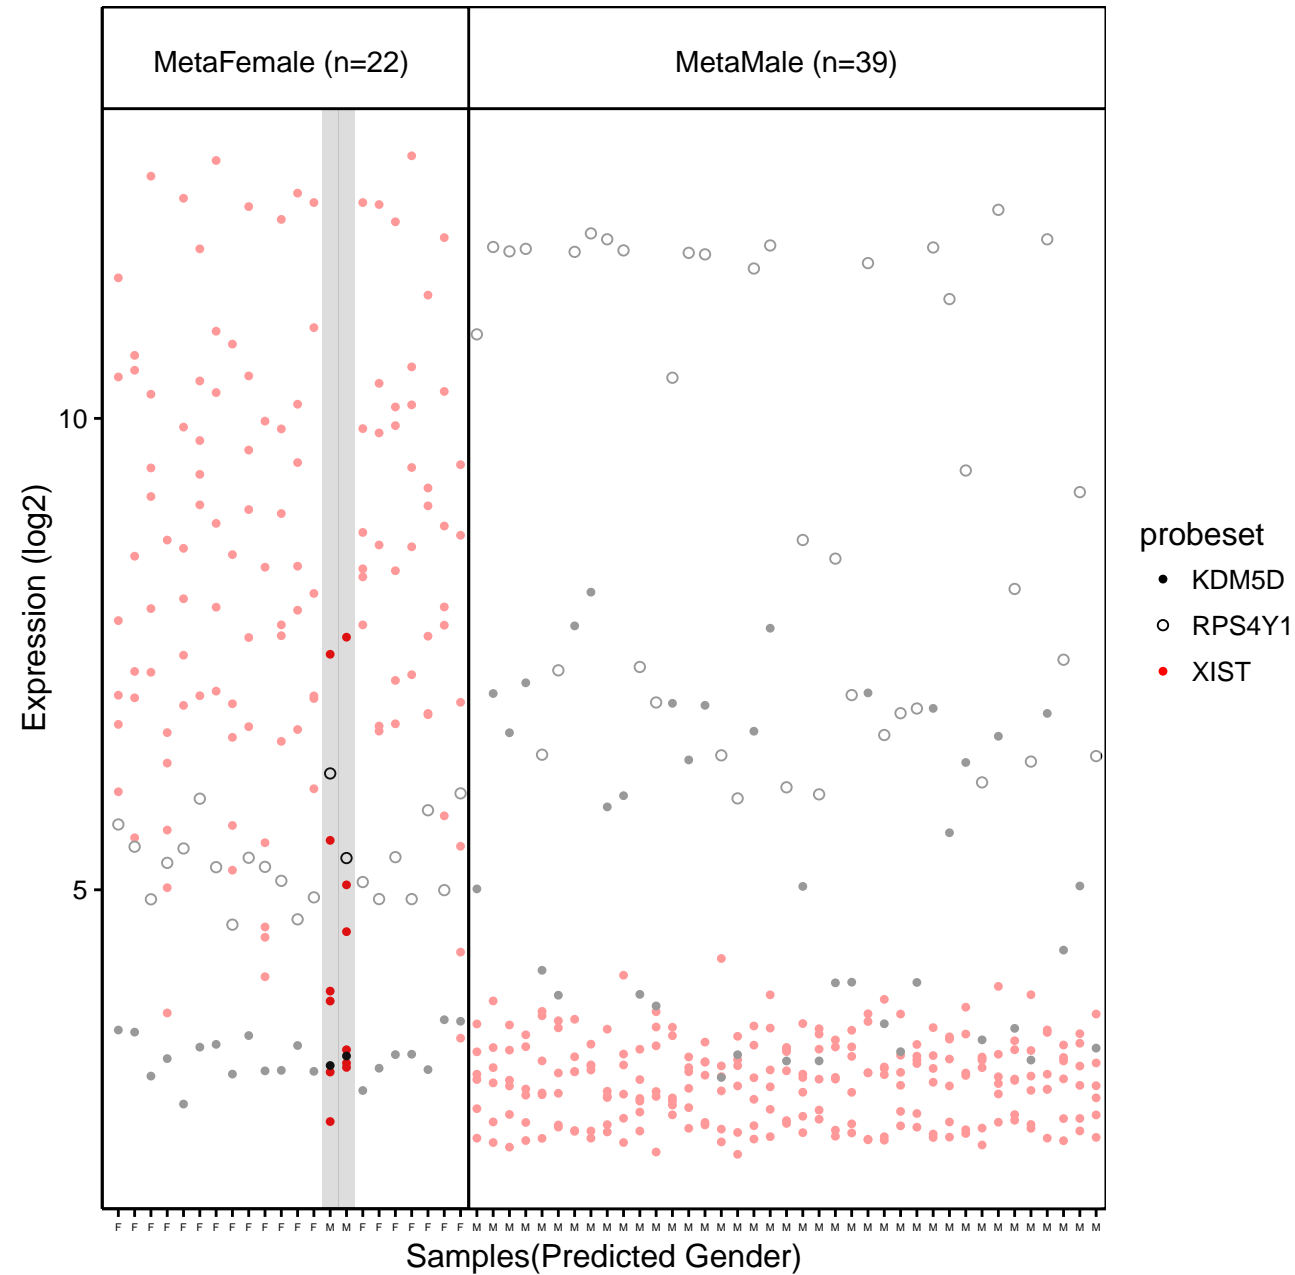 MetaFemale (n=22)
MetaMale (n=39)
Expression (log2)
10
5
F F F F F F F F F F F F F M M F F F F F F F M M M M M M M M M M M M M M M M M M M M M M M M M M M M M M M M M M M M M M M
Samples(Predicted Gender)
probeset
KDM5D
RPS4Y1
XIST